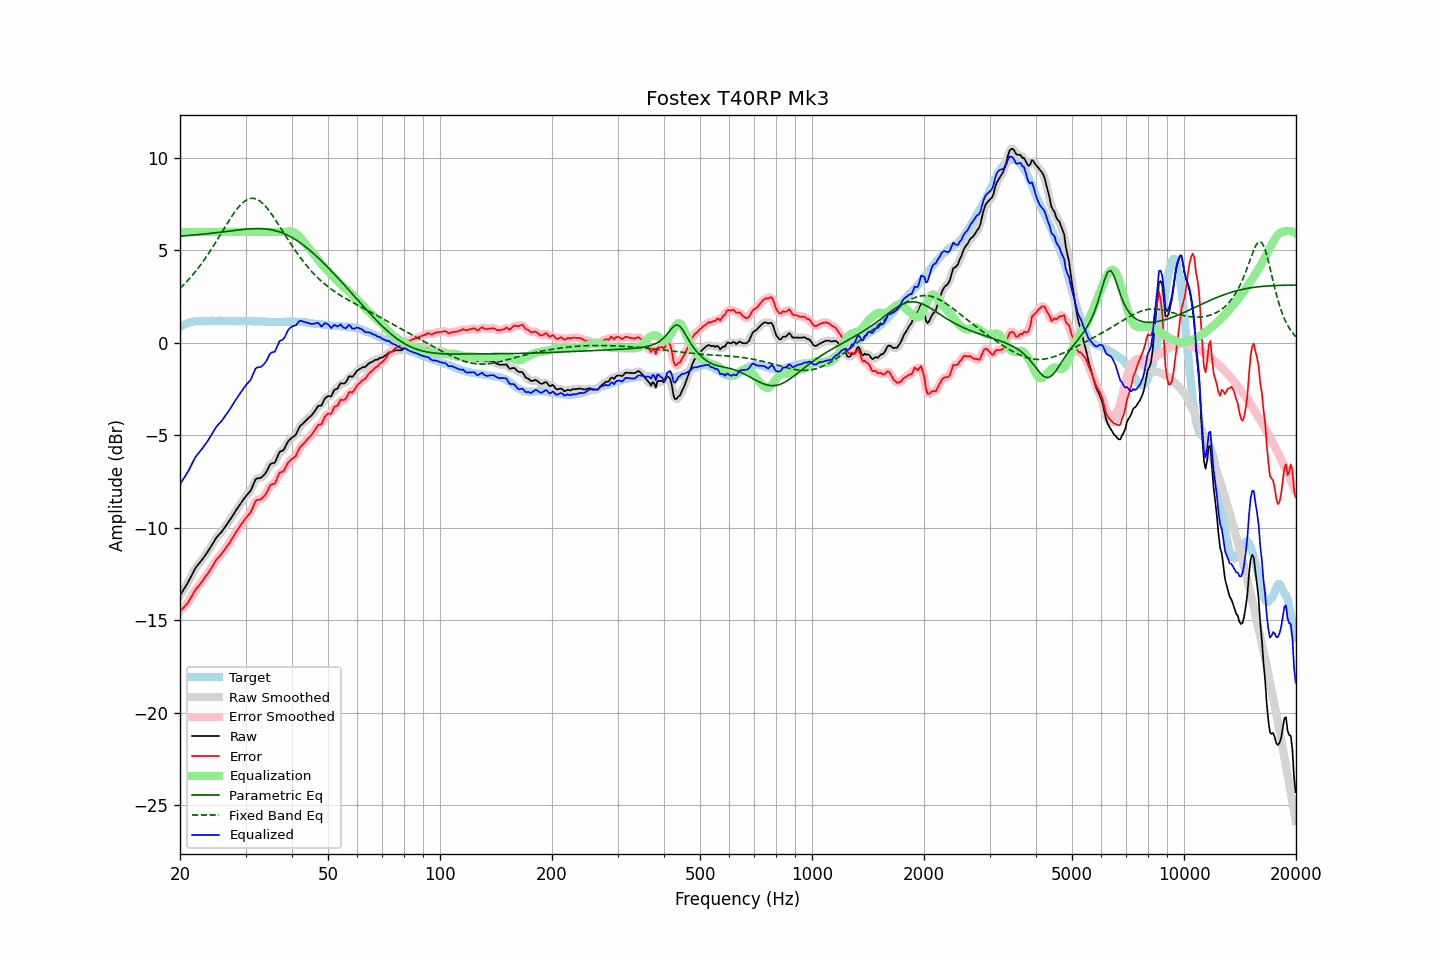 Fostex T40RP Mk3
Amplitude (dBr)
10
5
0
−5
−10
−15
−20
−25
Target
Raw Smoothed
Error Smoothed
Raw
Error
Equalization
Parametric Eq
Fixed Band Eq
Equalized
20
50
100
200
500
1000
2000
5000
10000
20000
Frequency (Hz)